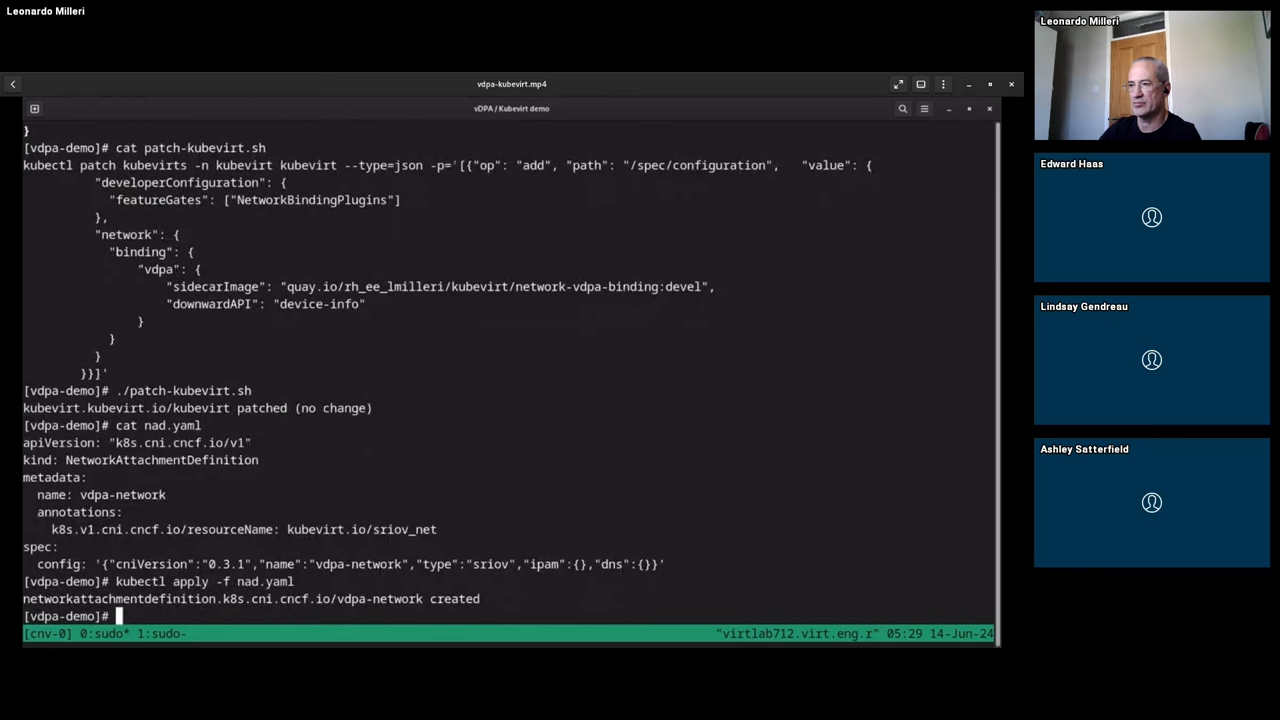 Leonardo Milleri
vdpa-kubevirt.mp4
vDPA / Kubevirt demo
}
[vdpa-demo]# cat patch-kubevirt.sh
kubectl patch kubevirts -n kubevirt kubevirt --type=json -p='[{"op": "add", "path": "/spec/configuration",   "value": {
          "developerConfiguration": {
            "featureGates": ["NetworkBindingPlugins"]
          },
          "network": {
            "binding": {
                "vdpa": {
                    "sidecarImage": "quay.io/rh_ee_lmilleri/kubevirt/network-vdpa-binding:devel",
                    "downwardAPI": "device-info"
                }
            }
          }
        }}]'
[vdpa-demo]# ./patch-kubevirt.sh
kubevirt.kubevirt.io/kubevirt patched (no change)
[vdpa-demo]# cat nad.yaml
apiVersion: "k8s.cni.cncf.io/v1"
kind: NetworkAttachmentDefinition
metadata:
  name: vdpa-network
  annotations:
    k8s.v1.cni.cncf.io/resourceName: kubevirt.io/sriov_net
spec:
  config: '{"cniVersion":"0.3.1","name":"vdpa-network","type":"sriov","ipam":{},"dns":{}}'
[vdpa-demo]# kubectl apply -f nad.yaml
networkattachmentdefinition.k8s.cni.cncf.io/vdpa-network created
[vdpa-demo]#
[cnv-0] 0:sudo* 1:sudo- "virtlab712.virt.eng.r" 05:29 14-Jun-24
Leonardo Milleri
Edward Haas
Lindsay Gendreau
Ashley Satterfield